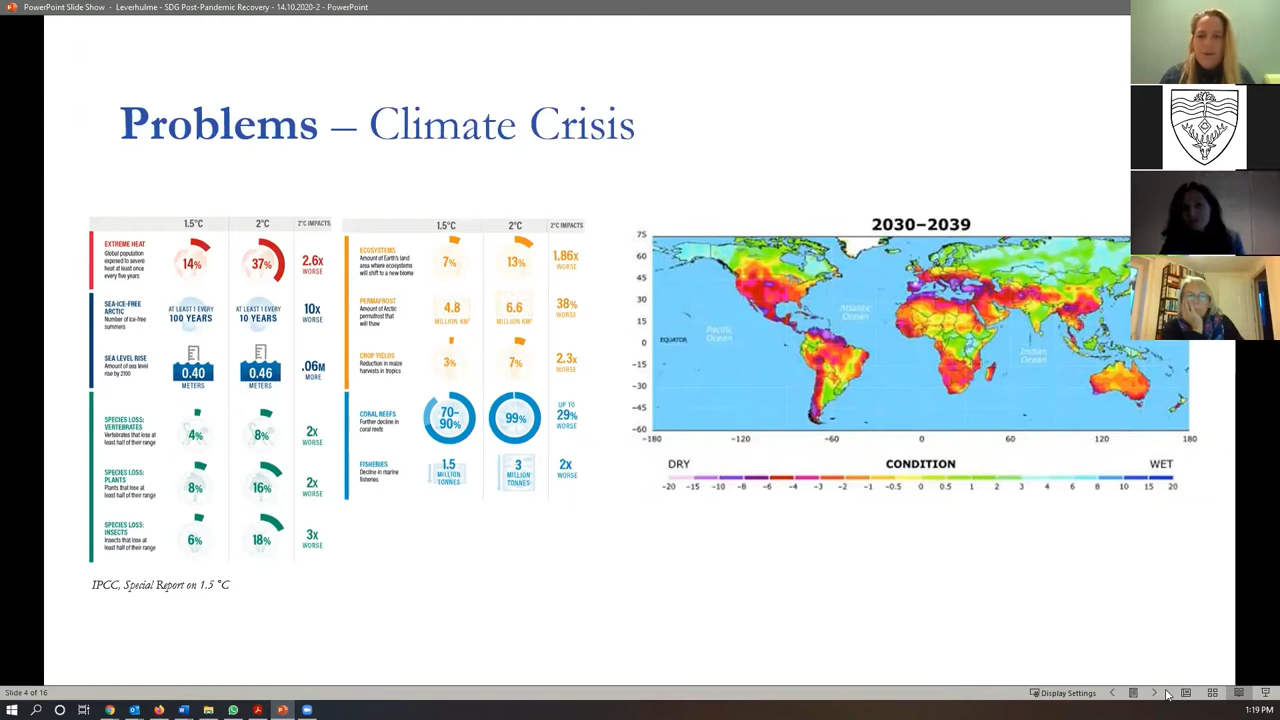 PowerPoint Slide Show - Leverhulme - SDG Post-Pandemic Recovery - 14.10.2020-2 - PowerPoint
Problems – Climate Crisis
1.5°C 2°C 2°C IMPACTS
EXTREME HEAT
Global population
exposed to severe
heat at least once
every five years
14% 37% 2.6x
WORSE
SEA-ICE-FREE
ARCTIC
Number of ice-free
summers
AT LEAST 1 EVERY
100 YEARS
AT LEAST 1 EVERY
10 YEARS
10x
WORSE
SEA LEVEL RISE
Amount of sea level
rise by 2100
0.40
METERS
0.46
METERS
.06M
MORE
SPECIES LOSS:
VERTEBRATES
Vertebrates that lose at
least half of their range
4% 8% 2x
WORSE
SPECIES LOSS:
PLANTS
Plants that lose at
least half of their range
8% 16% 2x
WORSE
SPECIES LOSS:
INSECTS
Insects that lose at
least half of their range
6% 18% 3x
WORSE
1.5°C 2°C 2°C IMPACTS
ECOSYSTEMS
Amount of Earth's land
area where ecosystems
will shift to a new biome
7% 13% 1.86x
WORSE
PERMAFROST
Amount of Arctic
permafrost that
will thaw
4.8
MILLION KM²
6.6
MILLION KM²
38%
WORSE
CROP YIELDS
Reduction in maize
harvests in tropics
3% 7% 2.3x
WORSE
CORAL REEFS
Further decline in
coral reefs
70–
90%
99%
UP TO
29%
WORSE
FISHERIES
Decline in marine
fisheries
1.5
MILLION
TONNES
3
MILLION
TONNES
2x
WORSE
IPCC, Special Report on 1.5 °C
2030–2039
75
60
45
30
15
0
-15
-30
-45
-60
EQUATOR
Pacific
Ocean
Atlantic
Ocean
Indian
Ocean
-180 -120 -60 0 60 120 180
DRY CONDITION WET
-20 -15 -10 -8 -6 -4 -3 -2 -1 -0.5 0 0.5 1 2 3 4 6 8 10 15 20
Slide 4 of 16
Display Settings
1:19 PM